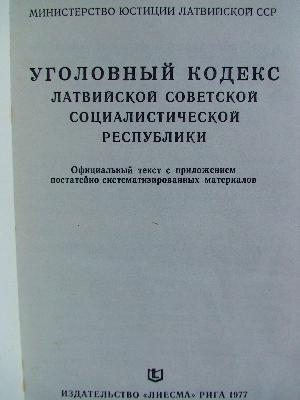 МИНИСТЕРСТВО ЮСТИЦИИ ЛАТВИЙСКОЙ ССР
УГОЛОВНЫЙ КОДЕКС
ЛАТВИЙСКОЙ СОВЕТСКОЙ
СОЦИАЛИСТИЧЕСКОЙ
РЕСПУБЛИКИ
Официальный текст с приложением
постатейно систематизированных материалов
ИЗДАТЕЛЬСТВО «ЛИЕСМА» РИГА 1977